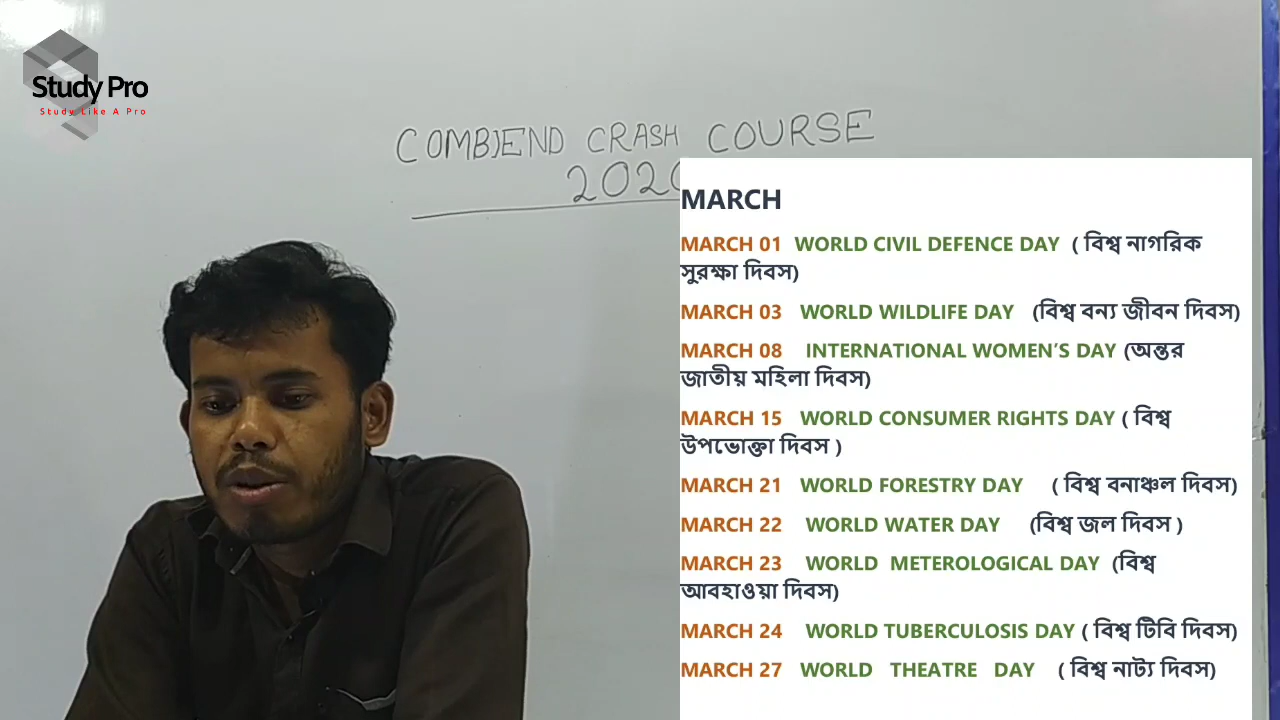 Study Pro
Study Like A Pro
COMBIEND CRASH COURSE
2020
MARCH
MARCH 01 WORLD CIVIL DEFENCE DAY ( বিশ্ব নাগরিক
সুরক্ষা দিবস)
MARCH 03 WORLD WILDLIFE DAY (বিশ্ব বন্য জীবন দিবস)
MARCH 08 INTERNATIONAL WOMEN’S DAY (অন্তর
জাতীয় মহিলা দিবস)
MARCH 15 WORLD CONSUMER RIGHTS DAY ( বিশ্ব
উপভোক্তা দিবস )
MARCH 21 WORLD FORESTRY DAY ( বিশ্ব বনাঞ্চল দিবস)
MARCH 22 WORLD WATER DAY (বিশ্ব জল দিবস )
MARCH 23 WORLD METEROLOGICAL DAY (বিশ্ব
আবহাওয়া দিবস)
MARCH 24 WORLD TUBERCULOSIS DAY ( বিশ্ব টিবি দিবস)
MARCH 27 WORLD THEATRE DAY ( বিশ্ব নাট্য দিবস)